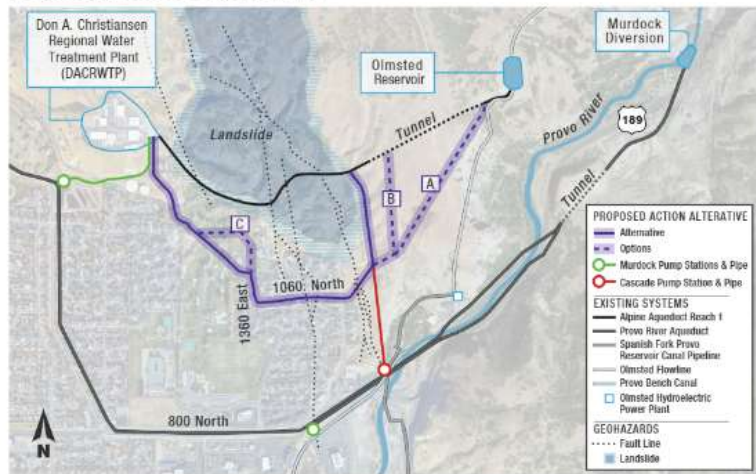 Don A. Christiansen
Regional Water
Treatment Plant
(DACRWTP)
Olmsted
Reservoir
Murdock
Diversion
Landslide
Tunnel
Provo River
189
Tunnel
A
B
C
1060 North
1360 East
800 North
N
PROPOSED ACTION ALTERATIVE
Alternative
Options
Murdock Pump Stations & Pipe
Cascade Pump Station & Pipe
EXISTING SYSTEMS
Alpine Aqueduct Reach 1
Provo River Aqueduct
Spanish Fork Provo
Reservoir Canal Pipeline
Olmsted Flowline
Provo Bench Canal
Olmsted Hydroelectric
Power Plant
GEOHAZARDS
Fault Line
Landslide